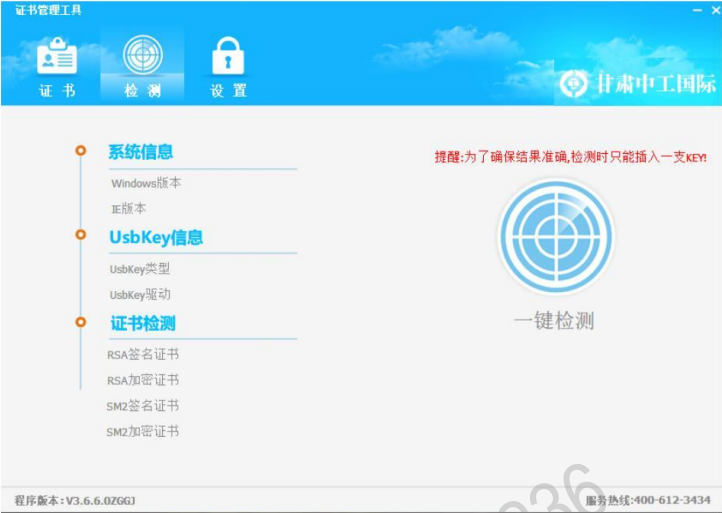 证书管理工具
证 书
检 测
设 置
甘肃中工国际
系统信息
提醒:为了确保结果准确,检测时只能插入一支KEY!
Windows版本
IE版本
UsbKey信息
UsbKey类型
UsbKey驱动
一键检测
证书检测
RSA签名证书
RSA加密证书
SM2签名证书
SM2加密证书
程序版本:V3.6.6.0ZGGJ
服务热线:400-612-3434